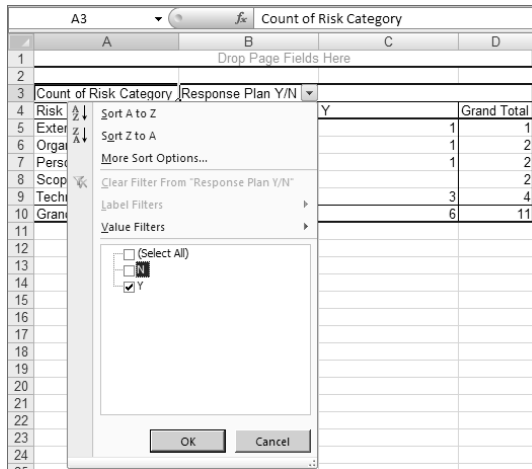 A3 fx Count of Risk Category
A B C D
1 Drop Page Fields Here
2
3 Count of Risk Category Response Plan Y/N
4 Risk Y Grand Total
5 Exter 1 1
6 Orga 1 2
7 Perso 1 2
8 Scop 2
9 Techn 3 4
10 Grand 6 11
11
12
13
14
15
16
17
18
19
20
21
22
23
24
25
Sort A to Z
Sort Z to A
More Sort Options...
Clear Filter From "Response Plan Y/N"
Label Filters
Value Filters
(Select All)
N
Y
OK Cancel